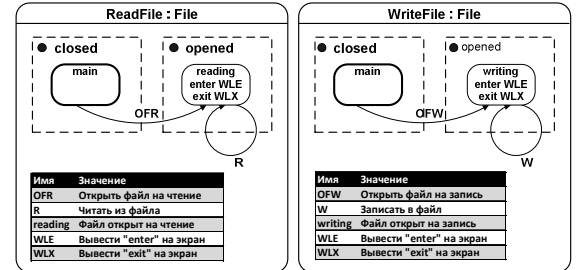 ReadFile : File
closed
opened
main
reading
enter WLE
exit WLX
OFR
R
Имя Значение
OFR Открыть файл на чтение
R Читать из файла
reading Файл открыт на чтение
WLE Вывести "enter" на экран
WLX Вывести "exit" на экран
WriteFile : File
closed
opened
main
writing
enter WLE
exit WLX
OFW
W
Имя Значение
OFW Открыть файл на запись
W Записать в файл
writing Файл открыт на запись
WLE Вывести "enter" на экран
WLX Вывести "exit" на экран